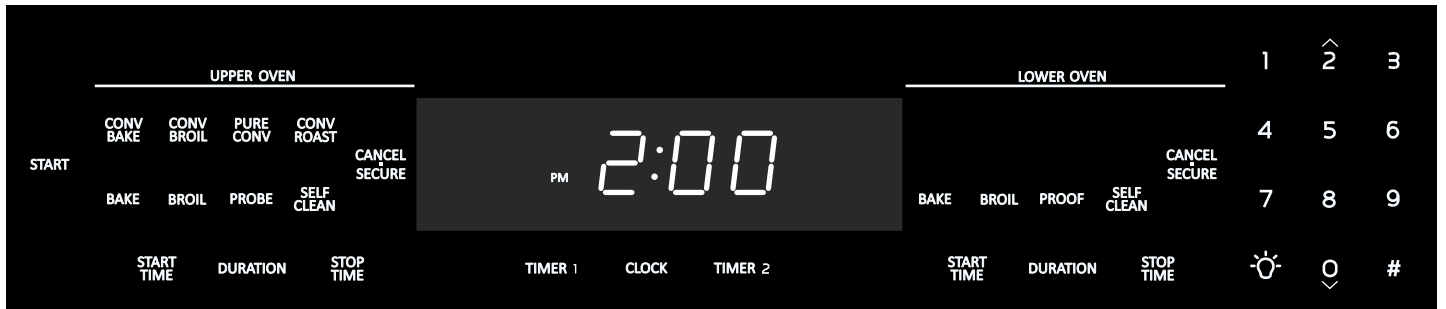 UPPER OVEN
LOWER OVEN
1 2 3
CONV BAKE
CONV BROIL
PURE CONV
CONV ROAST
4 5 6
START
CANCEL
SECURE
PM 2:00
CANCEL
SECURE
BAKE BROIL PROBE SELF CLEAN
BAKE BROIL PROOF SELF CLEAN
7 8 9
START TIME
DURATION
STOP TIME
TIMER 1 CLOCK TIMER 2
START TIME
DURATION
STOP TIME
0 #